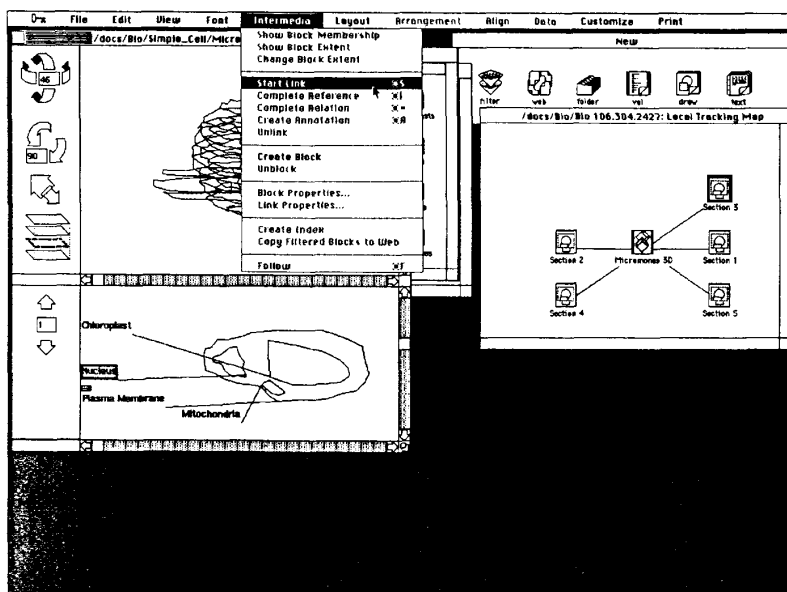 File Edit View Font Intermedia Layout Arrangement Align Data Customize Print
/docs/Bio/Simple_Cell/Micro
46
90
Show Block Membership
Show Block Extent
Change Block Extent
Start Link ⌘S
Complete Reference
Complete Relation ⌘=
Create Annotation ⌘A
Unlink
Create Block
Unblock
Block Properties...
Link Properties...
Create Index
Copy Filtered Blocks to Web
Follow ⌘F
New
filter web folder val draw text
/docs/Bio/Bio 106.304.242?: Local Tracking Map
Section 3
Section 2 Micromonas 3D Section 1
Section 4 Section 5
1
Chloroplast
Nucleus
Plasma Membrane
Mitochondria